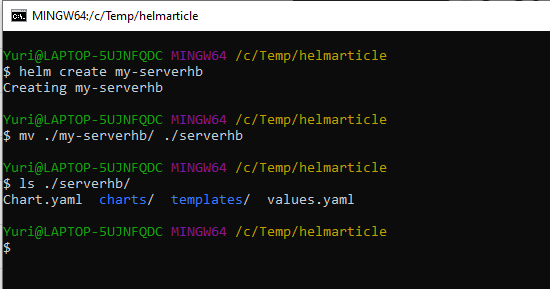 MINGW64:/c/Temp/helmarticle
Yuri@LAPTOP-5UJNFQDC MINGW64 /c/Temp/helmarticle
$ helm create my-serverhb
Creating my-serverhb
Yuri@LAPTOP-5UJNFQDC MINGW64 /c/Temp/helmarticle
$ mv ./my-serverhb/ ./serverhb
Yuri@LAPTOP-5UJNFQDC MINGW64 /c/Temp/helmarticle
$ ls ./serverhb/
Chart.yaml  charts/  templates/  values.yaml
Yuri@LAPTOP-5UJNFQDC MINGW64 /c/Temp/helmarticle
$